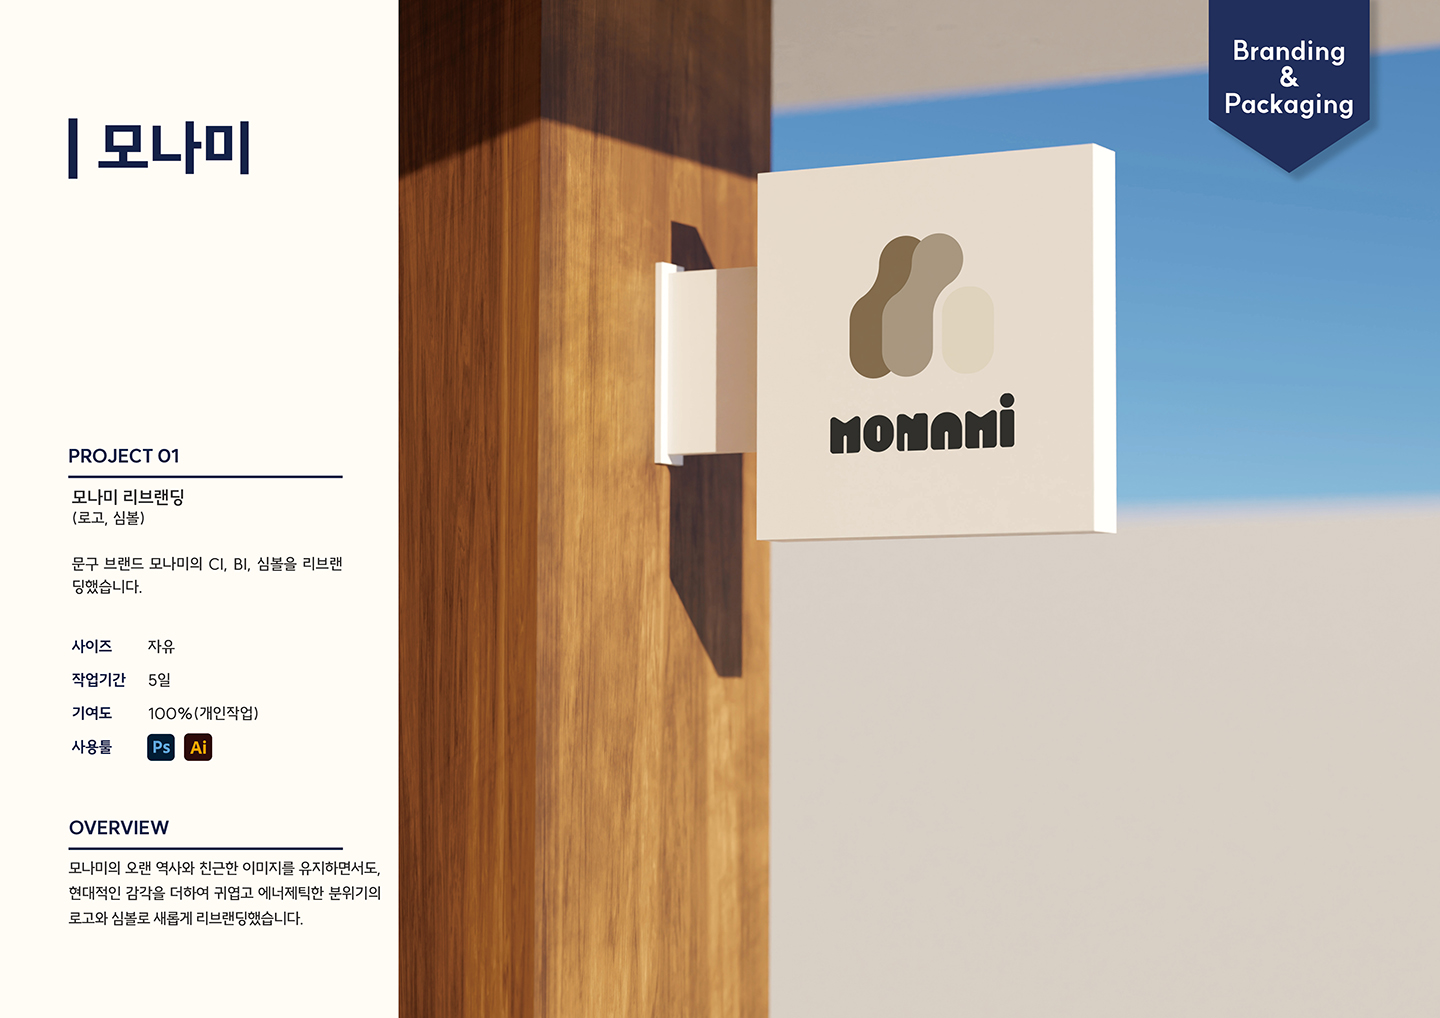 모나미
PROJECT 01
모나미 리브랜딩
(로고, 심볼)
문구 브랜드 모나미의 CI, BI, 심볼을 리브랜
딩했습니다.
사이즈 자유
작업기간 5일
기여도 100%(개인작업)
사용툴 Ps Ai
OVERVIEW
모나미의 오랜 역사와 친근한 이미지를 유지하면서도,
현대적인 감각을 더하여 귀엽고 에너제틱한 분위기의
로고와 심볼로 새롭게 리브랜딩했습니다.
Branding
&
Packaging
MONAMi